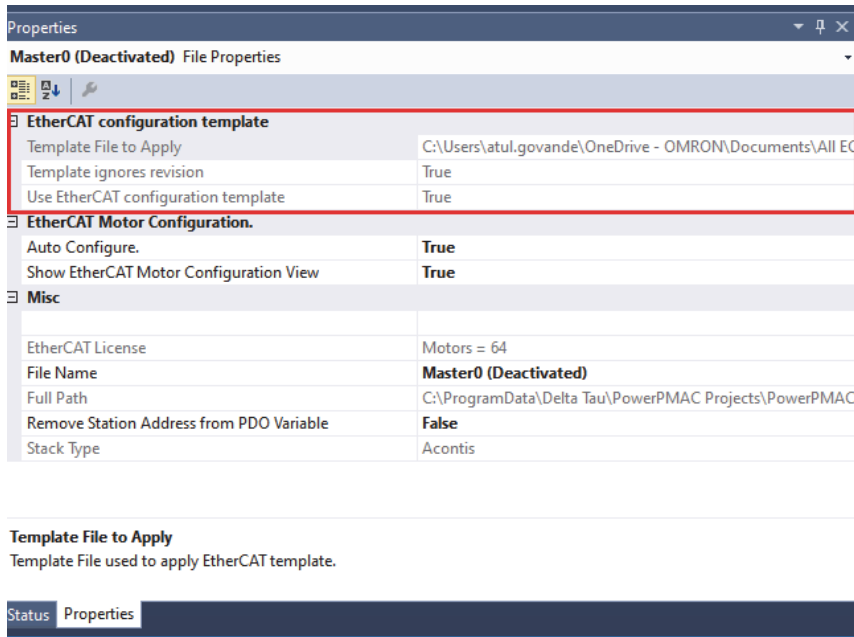 Properties
Master0 (Deactivated) File Properties
EtherCAT configuration template
Template File to Apply C:\Users\atul.govande\OneDrive - OMRON\Documents\All EC
Template ignores revision True
Use EtherCAT configuration template True
EtherCAT Motor Configuration.
Auto Configure. True
Show EtherCAT Motor Configuration View True
Misc
EtherCAT License Motors = 64
File Name Master0 (Deactivated)
Full Path C:\ProgramData\Delta Tau\PowerPMAC Projects\PowerPMAC
Remove Station Address from PDO Variable False
Stack Type Acontis
Template File to Apply
Template File used to apply EtherCAT template.
Status Properties